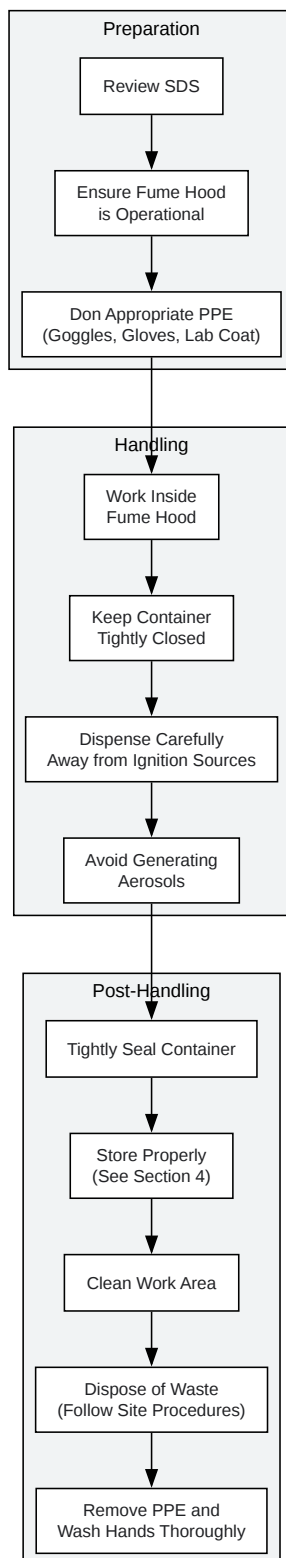 Preparation
Review SDS
Ensure Fume Hood
is Operational
Don Appropriate PPE
(Goggles, Gloves, Lab Coat)
Handling
Work Inside
Fume Hood
Keep Container
Tightly Closed
Dispense Carefully
Away from Ignition Sources
Avoid Generating
Aerosols
Post-Handling
Tightly Seal Container
Store Properly
(See Section 4)
Clean Work Area
Dispose of Waste
(Follow Site Procedures)
Remove PPE and
Wash Hands Thoroughly